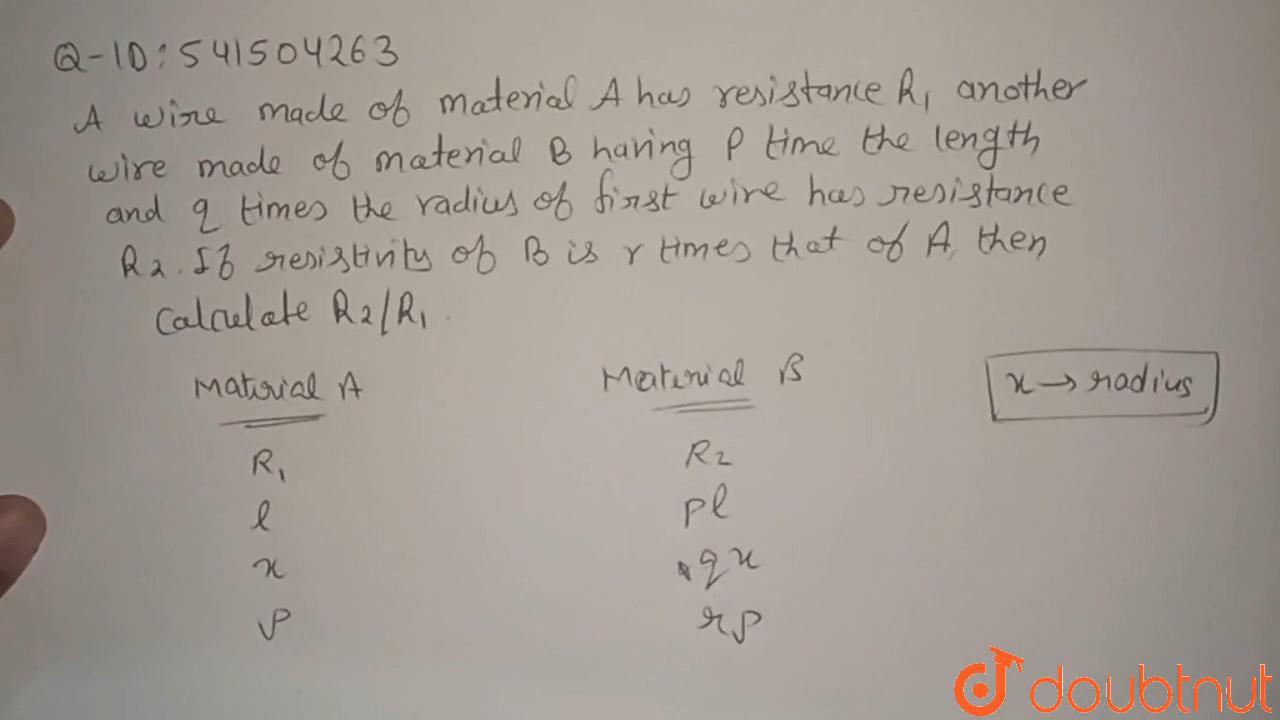 Q-ID: 541504263
A wire made of material A has resistance R1 another
wire made of material B having P time the length
and q times the radius of first wire has resistance
R2. If resistivity of B is r times that of A, then
calculate R2/R1.
Material A Material B x → radius
R1 R2
l pl
x qx
ρ rρ
doubtnut